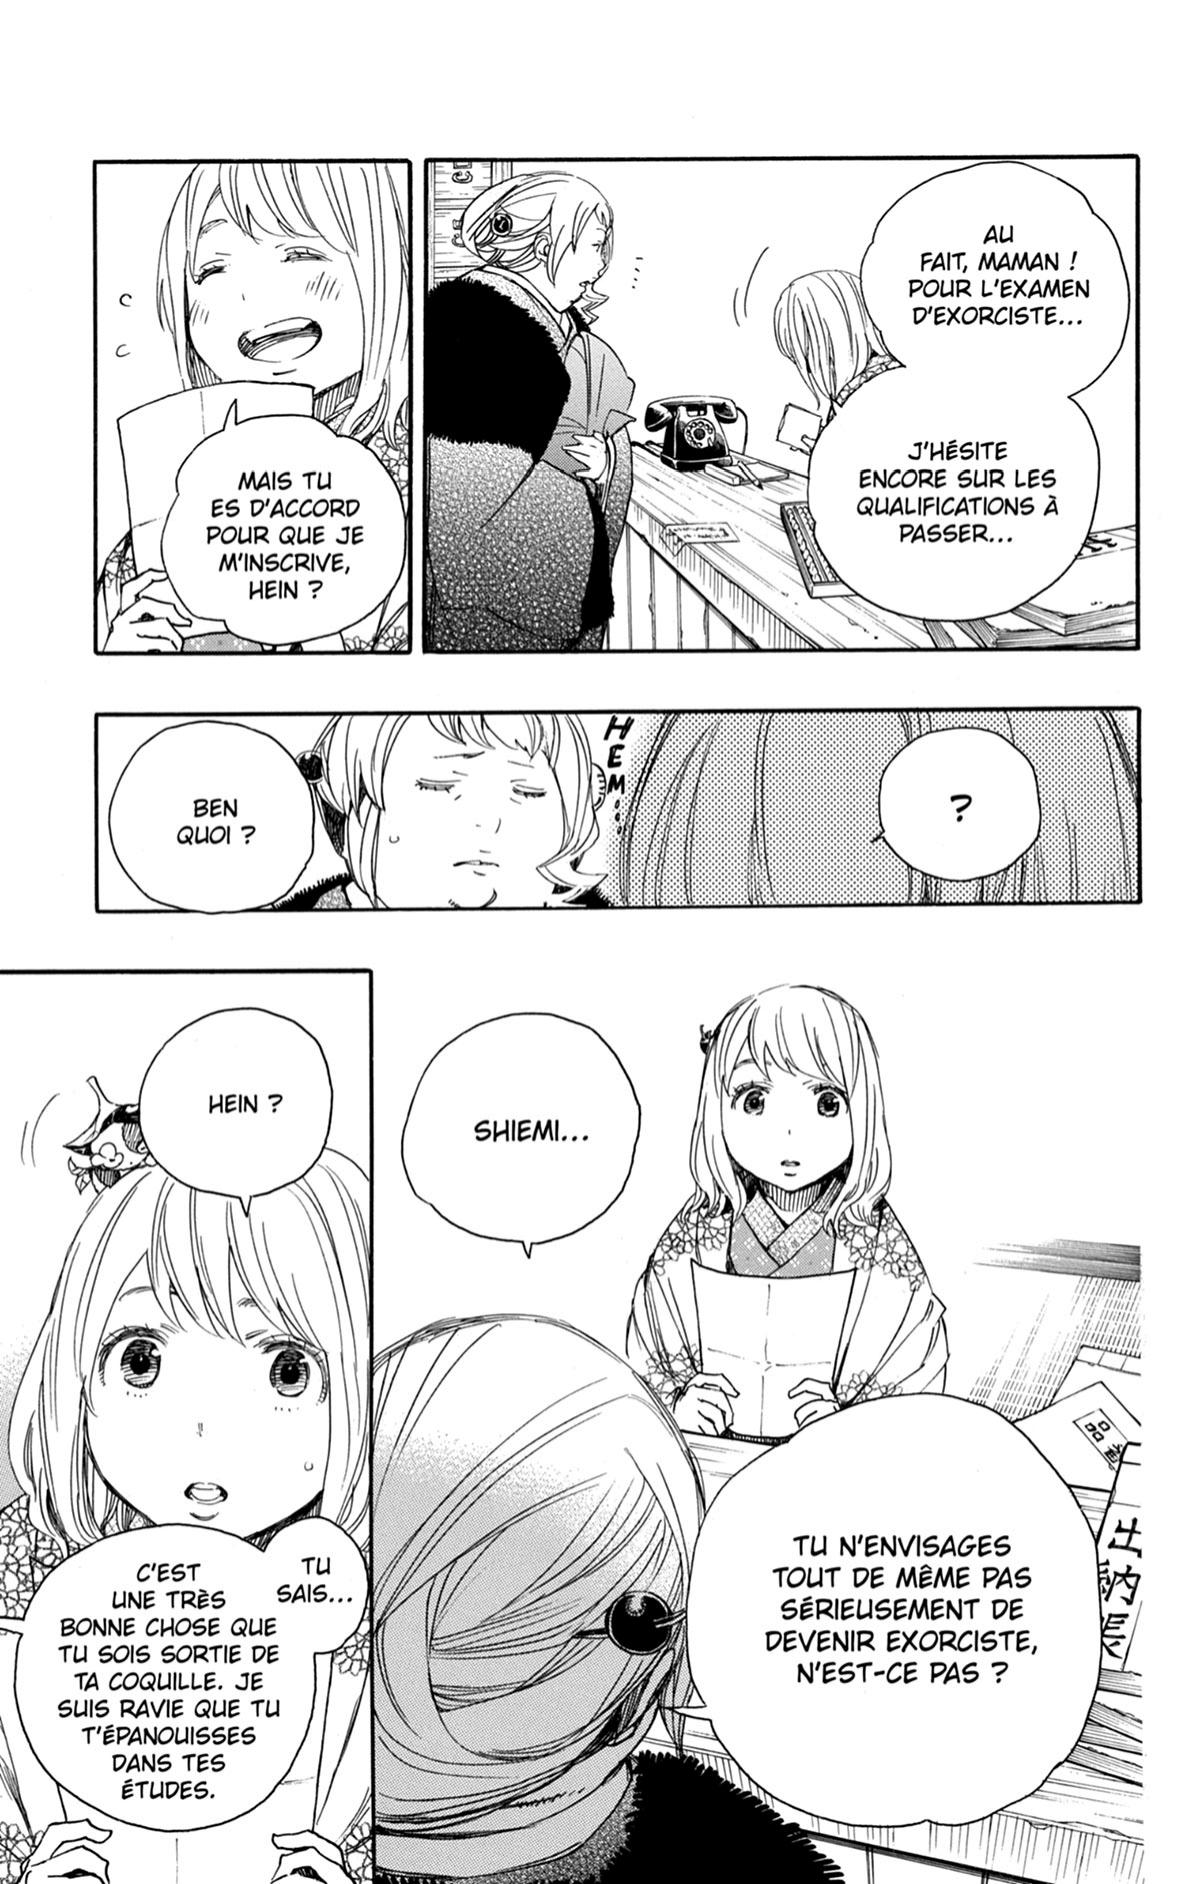 AU
FAIT, MAMAN !
POUR L'EXAMEN
D'EXORCISTE...
J'HÉSITE
ENCORE SUR LES
QUALIFICATIONS À
PASSER...
MAIS TU
ES D'ACCORD
POUR QUE JE
M'INSCRIVE,
HEIN ?
?
HEM...
BEN
QUOI ?
SHIEMI...
TU N'ENVISAGES
TOUT DE MÊME PAS
SÉRIEUSEMENT DE
DEVENIR EXORCISTE,
N'EST-CE PAS ?
出納帳
HEIN ?
TU
SAIS...
C'EST
UNE TRÈS
BONNE CHOSE QUE
TU SOIS SORTIE DE
TA COQUILLE. JE
SUIS RAVIE QUE TU
T'ÉPANOUISSES
DANS TES
ÉTUDES.